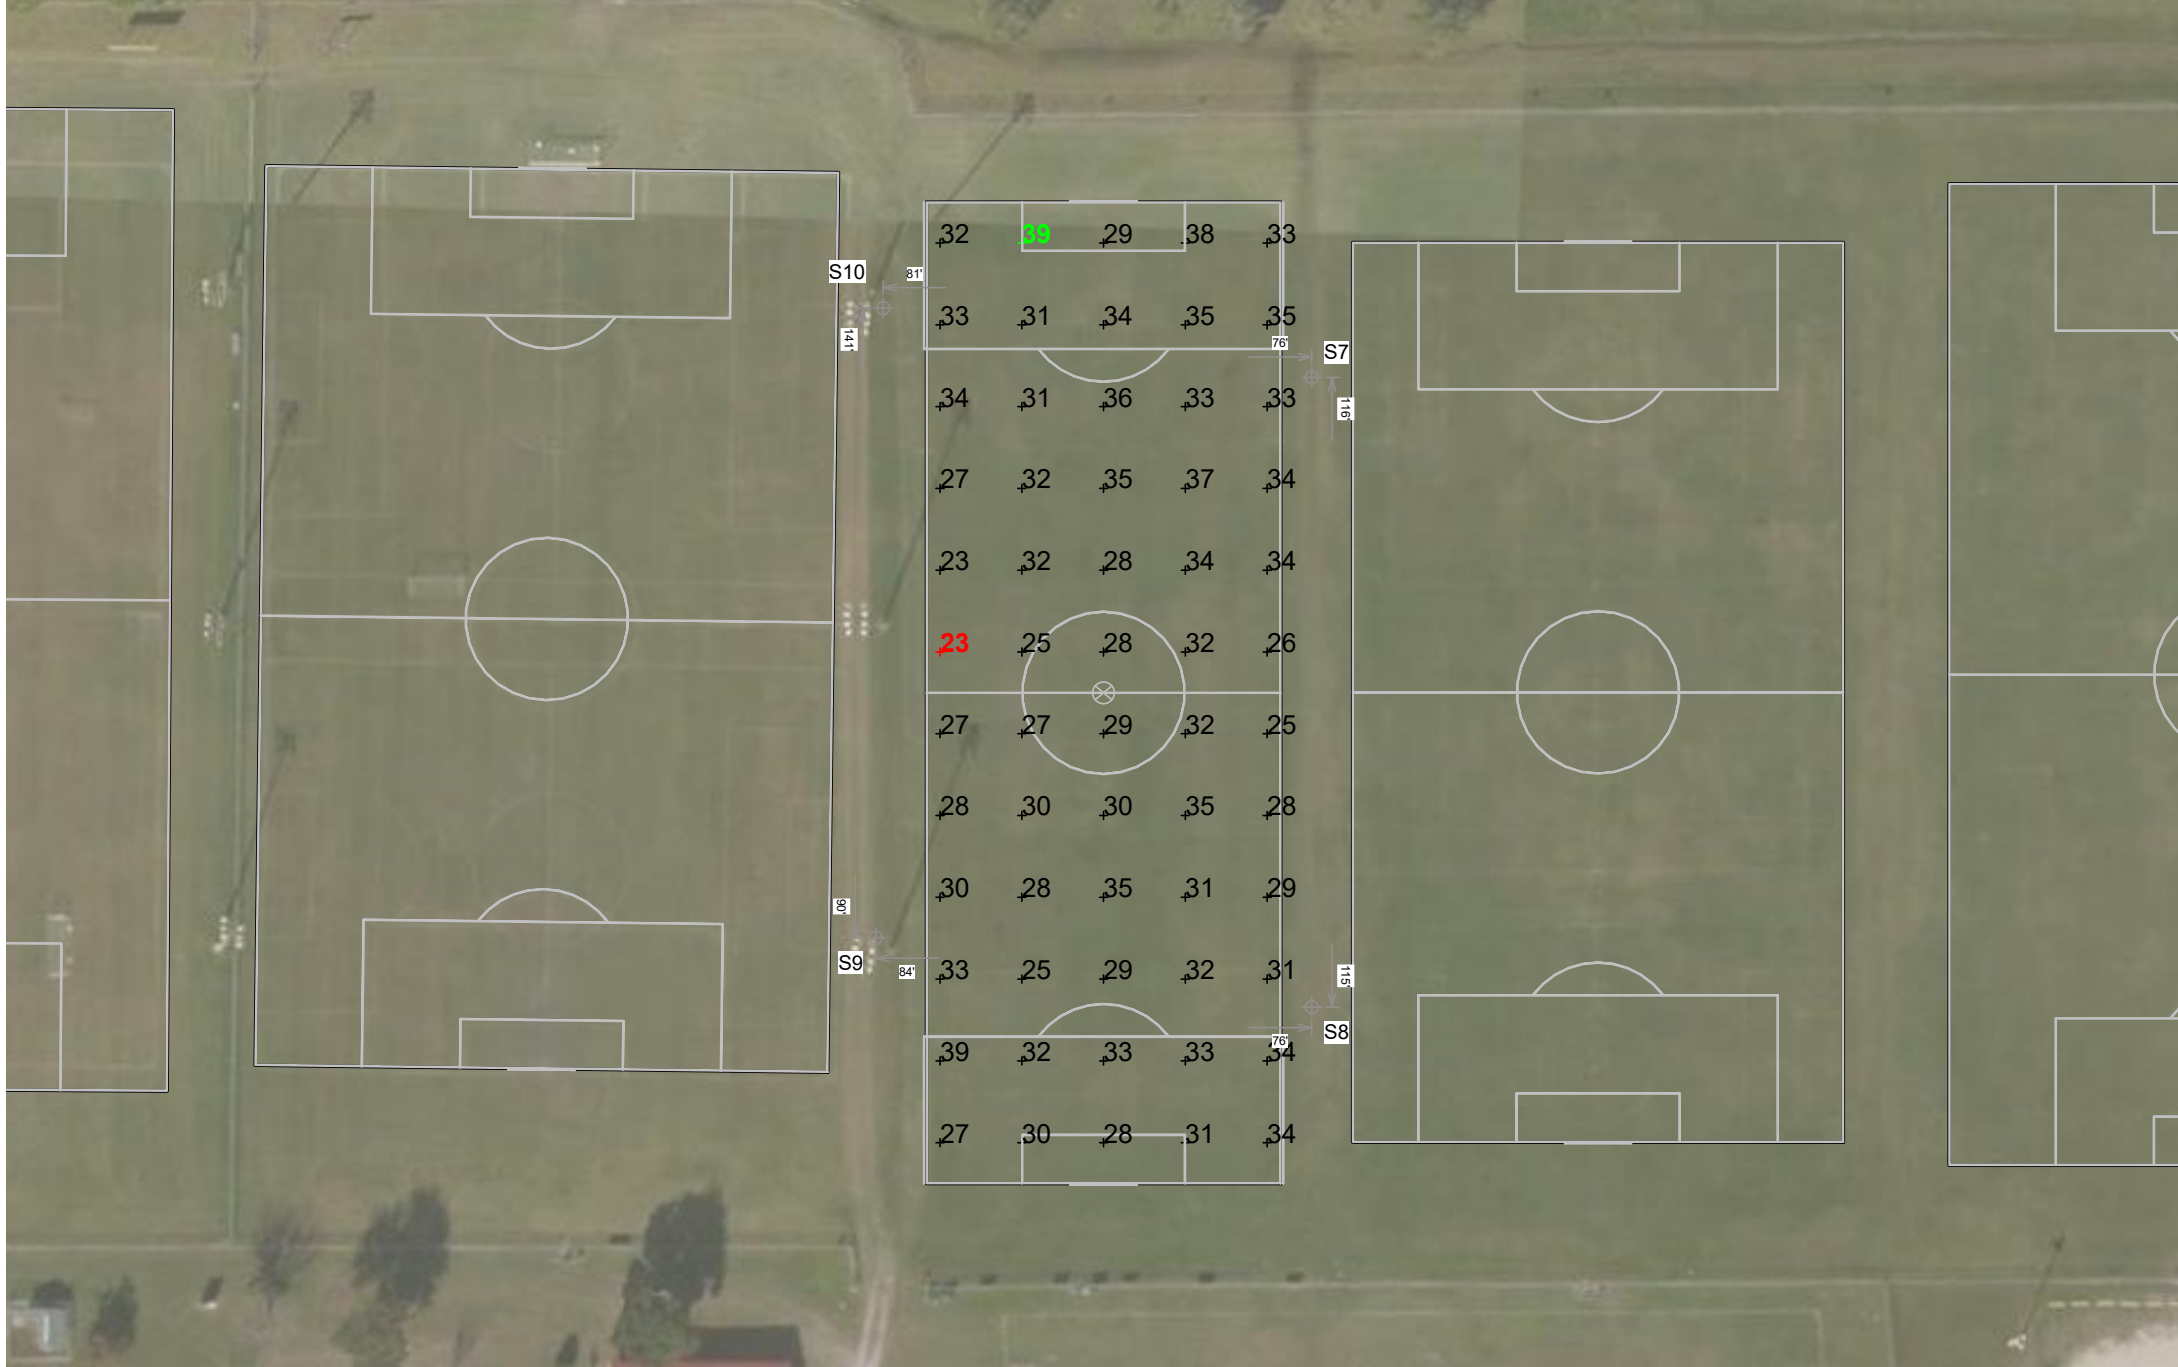 32 39 29 38 33
S10
81'
33 31 34 35 35
141'
76'
S7
34 31 36 33 33
116'
27 32 35 37 34
23 32 28 34 34
23 25 28 32 26
27 27 29 32 25
28 30 30 35 28
30 28 35 31 29
90'
S9
84'
33 25 29 32 31
115'
S8
76'
39 32 33 33 34
27 30 28 31 34